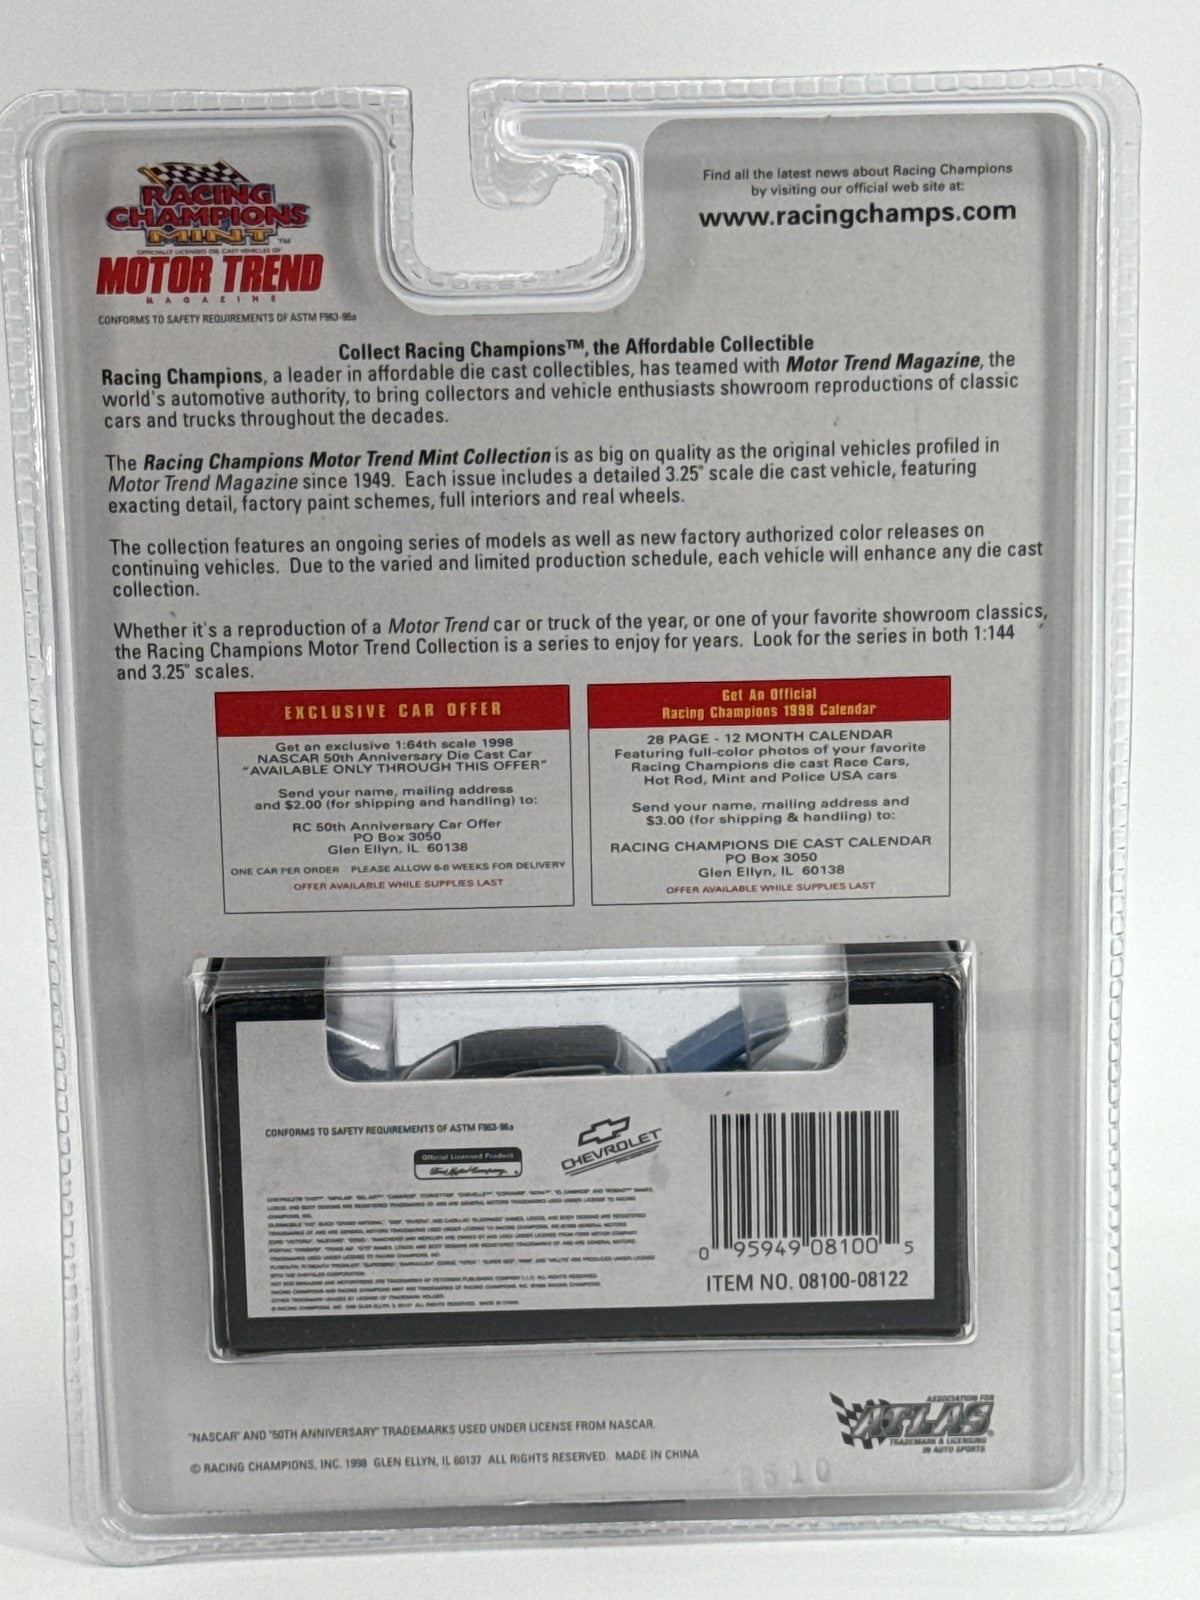 RACING
CHAMPIONS
MINT™
OFFICIALLY LICENSED DIE CAST VEHICLES OF
MOTOR TREND
MAGAZINE
CONFORMS TO SAFETY REQUIREMENTS OF ASTM F963-96a
Find all the latest news about Racing Champions
by visiting our official web site at:
www.racingchamps.com
Collect Racing Champions™, the Affordable Collectible
Racing Champions, a leader in affordable die cast collectibles, has teamed with Motor Trend Magazine, the
world's automotive authority, to bring collectors and vehicle enthusiasts showroom reproductions of classic
cars and trucks throughout the decades.
The Racing Champions Motor Trend Mint Collection is as big on quality as the original vehicles profiled in
Motor Trend Magazine since 1949. Each issue includes a detailed 3.25" scale die cast vehicle, featuring
exacting detail, factory paint schemes, full interiors and real wheels.
The collection features an ongoing series of models as well as new factory authorized color releases on
continuing vehicles. Due to the varied and limited production schedule, each vehicle will enhance any die cast
collection.
Whether it's a reproduction of a Motor Trend car or truck of the year, or one of your favorite showroom classics,
the Racing Champions Motor Trend Collection is a series to enjoy for years. Look for the series in both 1:144
and 3.25" scales.
EXCLUSIVE CAR OFFER
Get an exclusive 1:64th scale 1998
NASCAR 50th Anniversary Die Cast Car
"AVAILABLE ONLY THROUGH THIS OFFER"
Send your name, mailing address
and $2.00 (for shipping and handling) to:
RC 50th Anniversary Car Offer
PO Box 3050
Glen Ellyn, IL 60138
ONE CAR PER ORDER PLEASE ALLOW 6-8 WEEKS FOR DELIVERY
OFFER AVAILABLE WHILE SUPPLIES LAST
Get An Official
Racing Champions 1998 Calendar
28 PAGE - 12 MONTH CALENDAR
Featuring full-color photos of your favorite
Racing Champions die cast Race Cars,
Hot Rod, Mint and Police USA cars
Send your name, mailing address and
$3.00 (for shipping & handling) to:
RACING CHAMPIONS DIE CAST CALENDAR
PO Box 3050
Glen Ellyn, IL 60138
OFFER AVAILABLE WHILE SUPPLIES LAST
CONFORMS TO SAFETY REQUIREMENTS OF ASTM F963-96a
Official Licensed Product
Ford Motor Company
CHEVROLET
0 95949 08100 5
ITEM NO. 08100-08122
"NASCAR" AND "50TH ANNIVERSARY" TRADEMARKS USED UNDER LICENSE FROM NASCAR.
© RACING CHAMPIONS, INC. 1998 GLEN ELLYN, IL 60137 ALL RIGHTS RESERVED. MADE IN CHINA
ASSOCIATION FOR
ATLAS
TRADEMARK & LICENSING
IN AUTO SPORTS